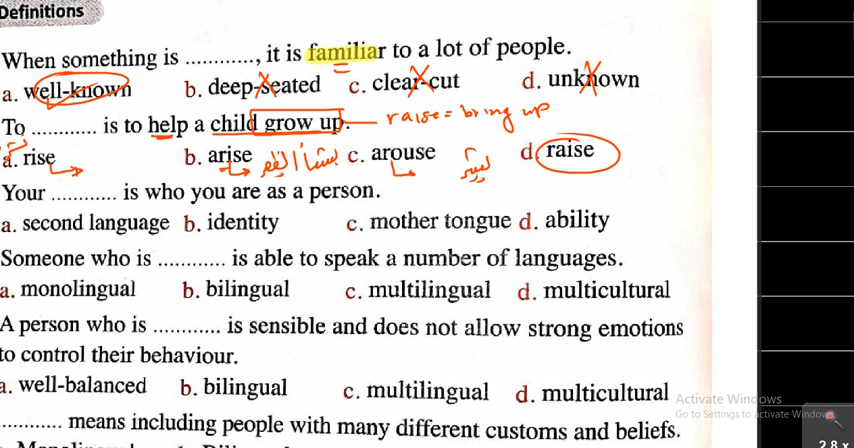 Definitions
When something is ............, it is familiar to a lot of people.
a. well-known b. deep-seated c. clear-cut d. unknown
To ............ is to help a child grow up. raise = bring up
a. rise b. arise c. arouse d. raise
Your ............ is who you are as a person.
a. second language b. identity c. mother tongue d. ability
Someone who is ............ is able to speak a number of languages.
a. monolingual b. bilingual c. multilingual d. multicultural
A person who is ............ is sensible and does not allow strong emotions
to control their behaviour.
a. well-balanced b. bilingual c. multilingual d. multicultural
............ means including people with many different customs and beliefs.
Activate Windows
Go to Settings to activate Windows.
2.8 x